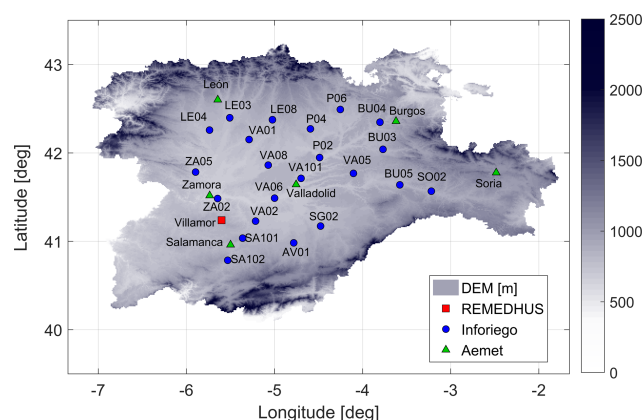 2500
2000
1500
1000
500
0
43
42
41
40
Latitude [deg]
León
LE03
LE08
P06
BU04
Burgos
LE04
VA01
P04
BU03
P02
ZA05
VA08
VA101
VA05
Zamora
VA06
Valladolid
BU05
SO02
Soria
ZA02
Villamor
VA02
SG02
Salamanca
SA101
AV01
SA102
DEM [m]
REMEDHUS
Inforiego
Aemet
-7
-6
-5
-4
-3
-2
Longitude [deg]